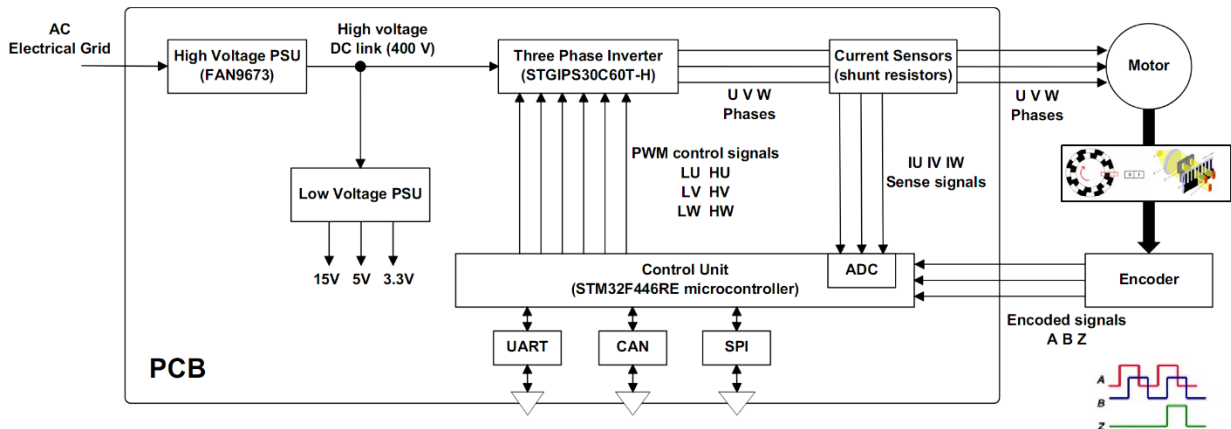 AC
Electrical Grid
High Voltage PSU
(FAN9673)
High voltage
DC link (400 V)
Three Phase Inverter
(STGIPS30C60T-H)
Current Sensors
(shunt resistors)
Motor
U V W
Phases
U V W
Phases
PWM control signals
LU HU
LV HV
LW HW
IU IV IW
Sense signals
Low Voltage PSU
15V 5V 3.3V
Control Unit
(STM32F446RE microcontroller)
ADC
Encoder
Encoded signals
A B Z
UART
CAN
SPI
PCB
A
B
Z